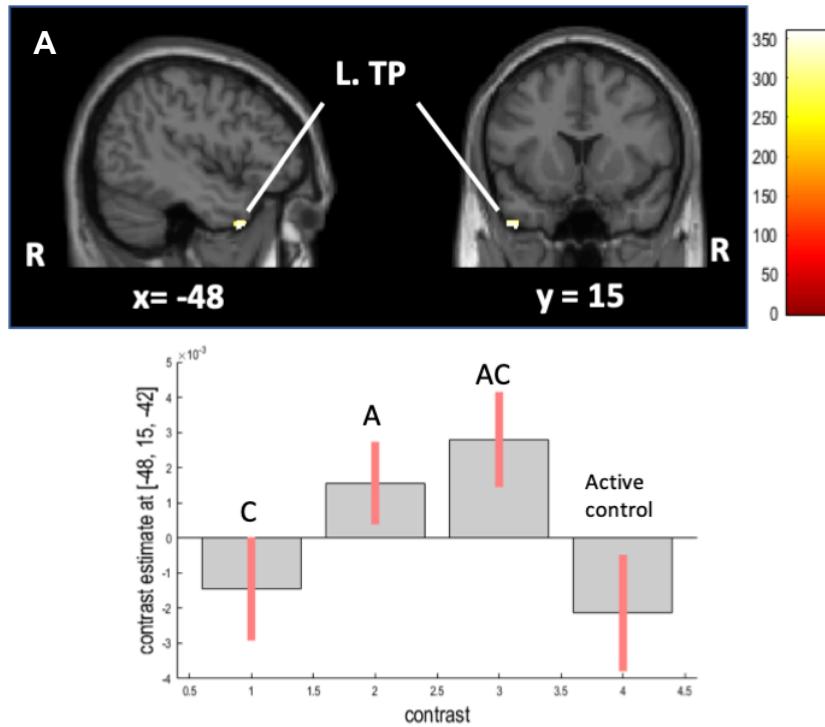 A
L. TP
R
R
x= -48
y = 15
350
300
250
200
150
100
50
0
×10⁻³
5
4
3
2
1
0
-1
-2
-3
-4
contrast estimate at [-48, 15, -42]
C
A
AC
Active
control
0.5
1
1.5
2
2.5
3
3.5
4
4.5
contrast